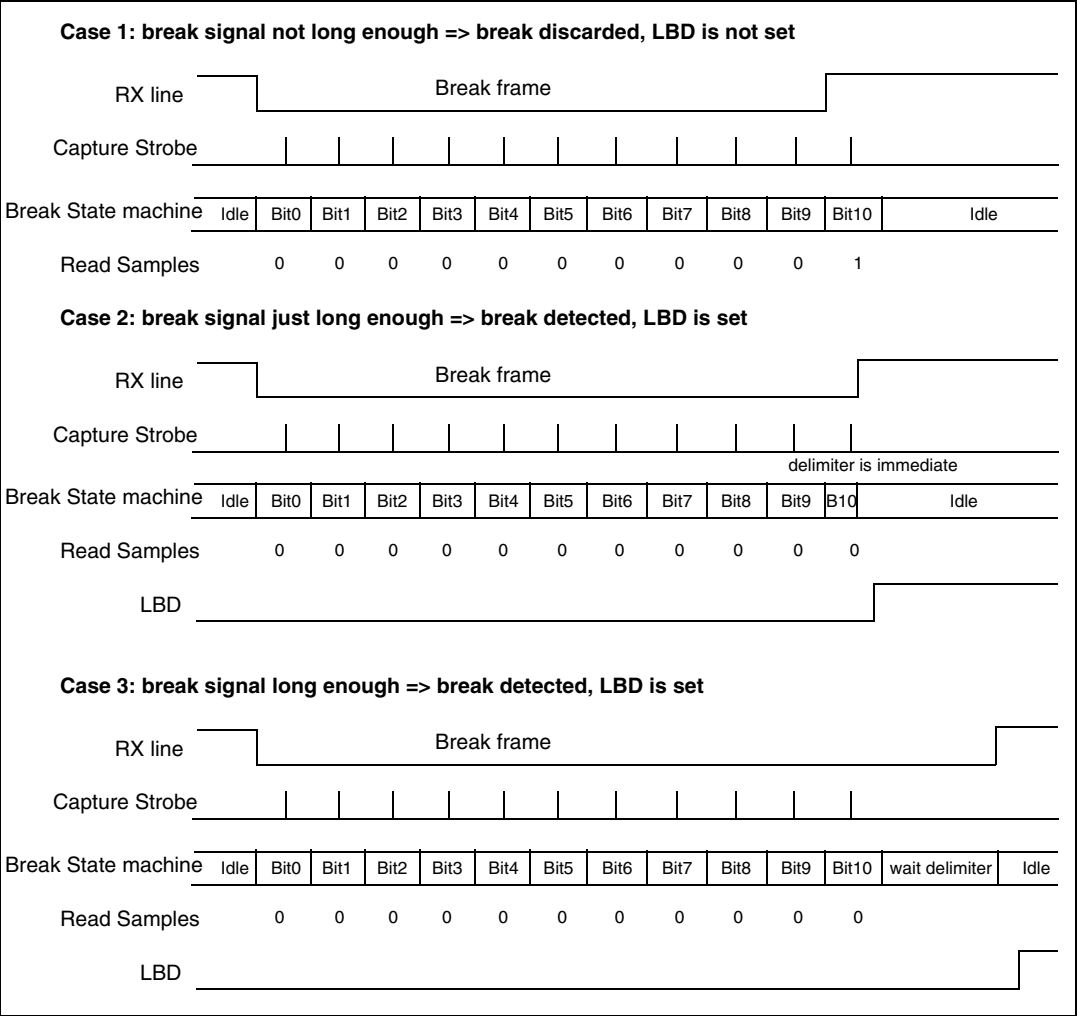 Case 1: break signal not long enough => break discarded, LBD is not set
RX line
Break frame
Capture Strobe
Break State machine Idle Bit0 Bit1 Bit2 Bit3 Bit4 Bit5 Bit6 Bit7 Bit8 Bit9 Bit10 Idle
Read Samples 0 0 0 0 0 0 0 0 0 0 1
Case 2: break signal just long enough => break detected, LBD is set
RX line
Break frame
Capture Strobe
delimiter is immediate
Break State machine Idle Bit0 Bit1 Bit2 Bit3 Bit4 Bit5 Bit6 Bit7 Bit8 Bit9 B10 Idle
Read Samples 0 0 0 0 0 0 0 0 0 0 0
LBD
Case 3: break signal long enough => break detected, LBD is set
RX line
Break frame
Capture Strobe
Break State machine Idle Bit0 Bit1 Bit2 Bit3 Bit4 Bit5 Bit6 Bit7 Bit8 Bit9 Bit10 wait delimiter Idle
Read Samples 0 0 0 0 0 0 0 0 0 0 0
LBD